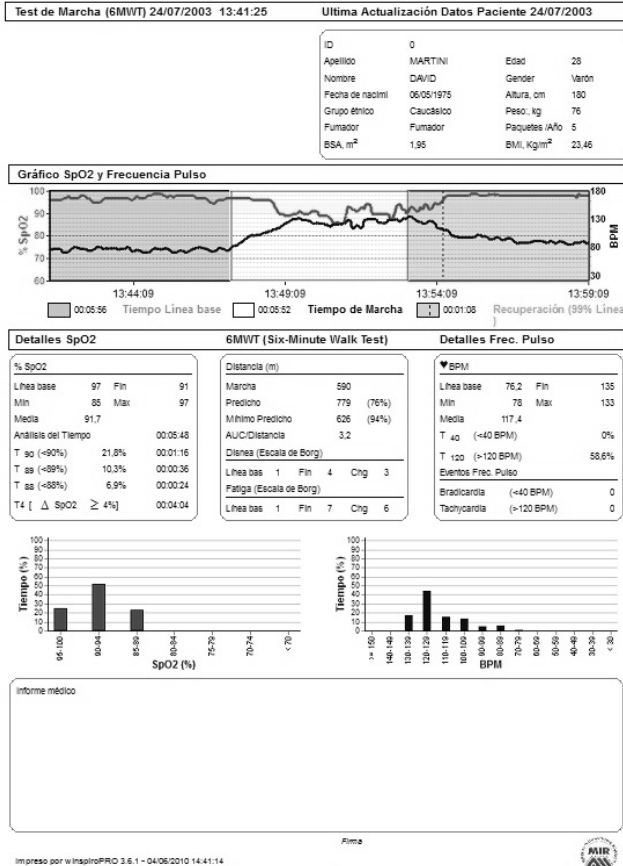 Test de Marcha (6MWT) 24/07/2003 13:41:25
Ultima Actualización Datos Paciente 24/07/2003
ID 0
Apellido MARTINI Edad 28
Nombre DAVID Gender Varón
Fecha de nacimi 06/05/1975 Altura, cm 180
Grupo étnico Caucásico Peso:, kg 76
Fumador Fumador Paquetes /Año 5
BSA, m² 1,95 BMI, Kg/m² 23,46
Gráfico SpO2 y Frecuencia Pulso
% SpO2
100
90
80
70
60
180
130
80
30
BPM
13:44:09 13:49:09 13:54:09 13:59:09
00:05:56 Tiempo Línea base 00:05:52 Tiempo de Marcha 00:01:08 Recuperación (99% Línea
)
Detalles SpO2
% SpO2
Línea base 97 Fin 91
Min 85 Max 97
Media 91,7
Análisis del Tiempo 00:05:48
T 90 (<90%) 21,8% 00:01:16
T 89 (<89%) 10,3% 00:00:36
T 88 (<88%) 6,9% 00:00:24
T4 [ Δ SpO2 ≥ 4%] 00:04:04
6MWT (Six-Minute Walk Test)
Distancia (m)
Marcha 590
Predicho 779 (76%)
Mínimo Predicho 626 (94%)
AUC/Distancia 3,2
Disnea (Escala de Borg)
Línea bas 1 Fin 4 Chg 3
Fatiga (Escala de Borg)
Línea bas 1 Fin 7 Chg 6
Detalles Frec. Pulso
♥BPM
Línea base 76,2 Fin 135
Min 78 Max 133
Media 117,4
T 40 (<40 BPM) 0%
T 120 (>120 BPM) 58,6%
Eventos Frec. Pulso
Bradicardia (<40 BPM) 0
Tachycardia (>120 BPM) 0
Tiempo (%)
100
90
80
70
60
50
40
30
20
10
0
95-100 90-94 85-89 80-84 75-79 70-74 < 70
SpO2 (%)
Tiempo (%)
100
90
80
70
60
50
40
30
20
10
0
>= 150 140-149 130-139 120-129 110-119 100-109 90-99 80-89 70-79 60-69 50-59 40-49 30-39 < 30
BPM
Informe médico
Firma
Impreso por winspiroPRO 3.6.1 - 04/06/2010 14:41:14
MIR